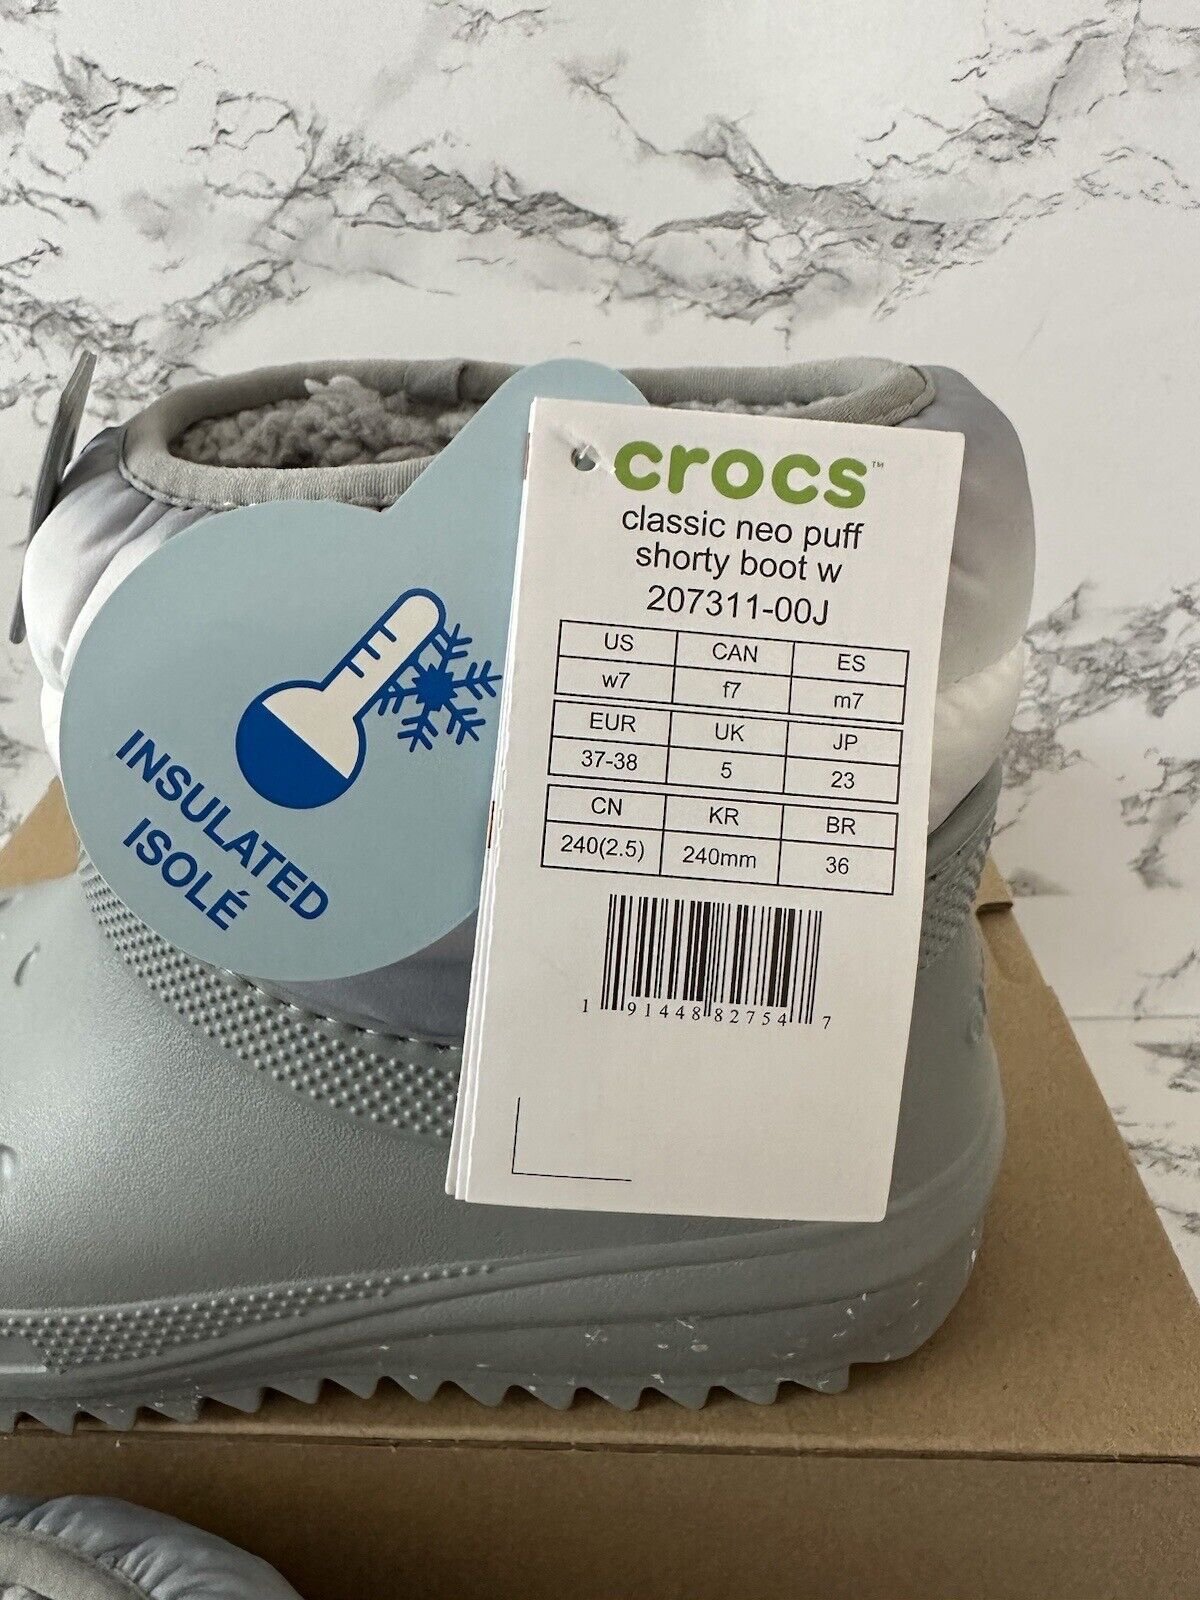 INSULATED
ISOLÉ
crocs™
classic neo puff
shorty boot w
207311-00J
US CAN ES
w7 f7 m7
EUR UK JP
37-38 5 23
CN KR BR
240(2.5) 240mm 36
1 91448 82754 7